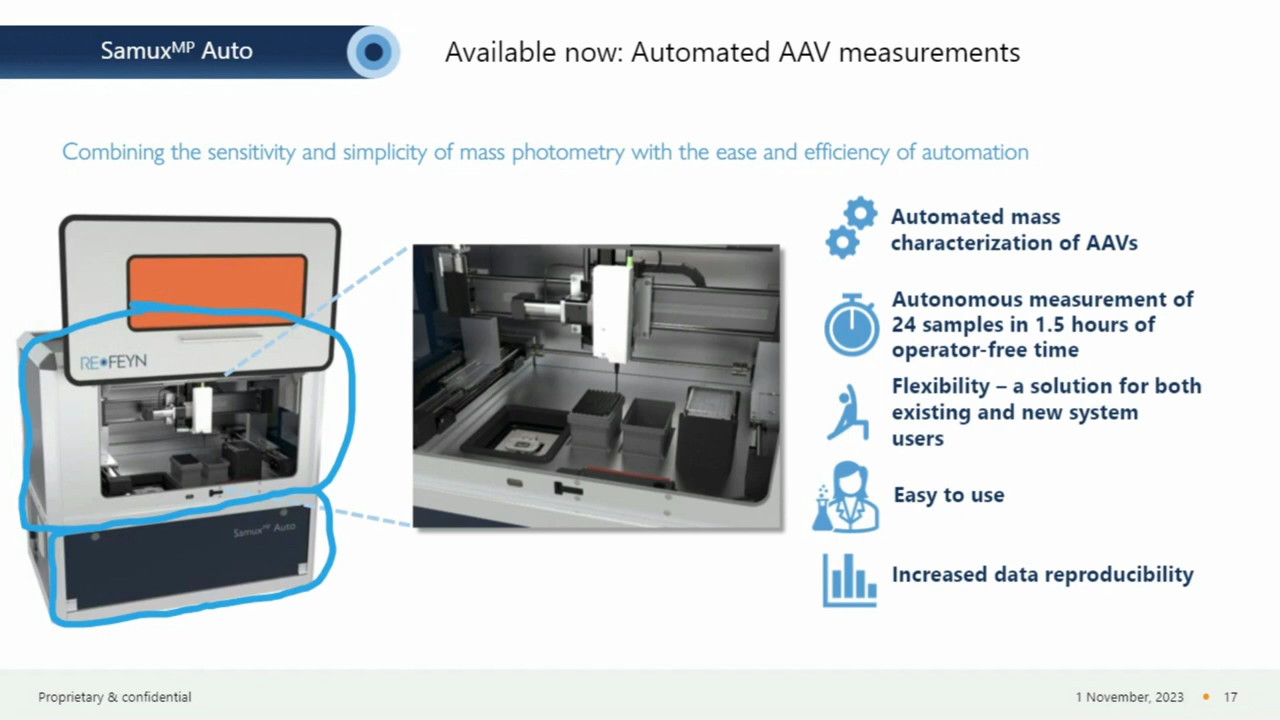 Samuxᴹᴾ Auto
Available now: Automated AAV measurements
Combining the sensitivity and simplicity of mass photometry with the ease and efficiency of automation
REFEYN
Samuxᴹᴾ Auto
Automated mass
characterization of AAVs
Autonomous measurement of
24 samples in 1.5 hours of
operator-free time
Flexibility – a solution for both
existing and new system
users
Easy to use
Increased data reproducibility
Proprietary & confidential
1 November, 2023 • 17